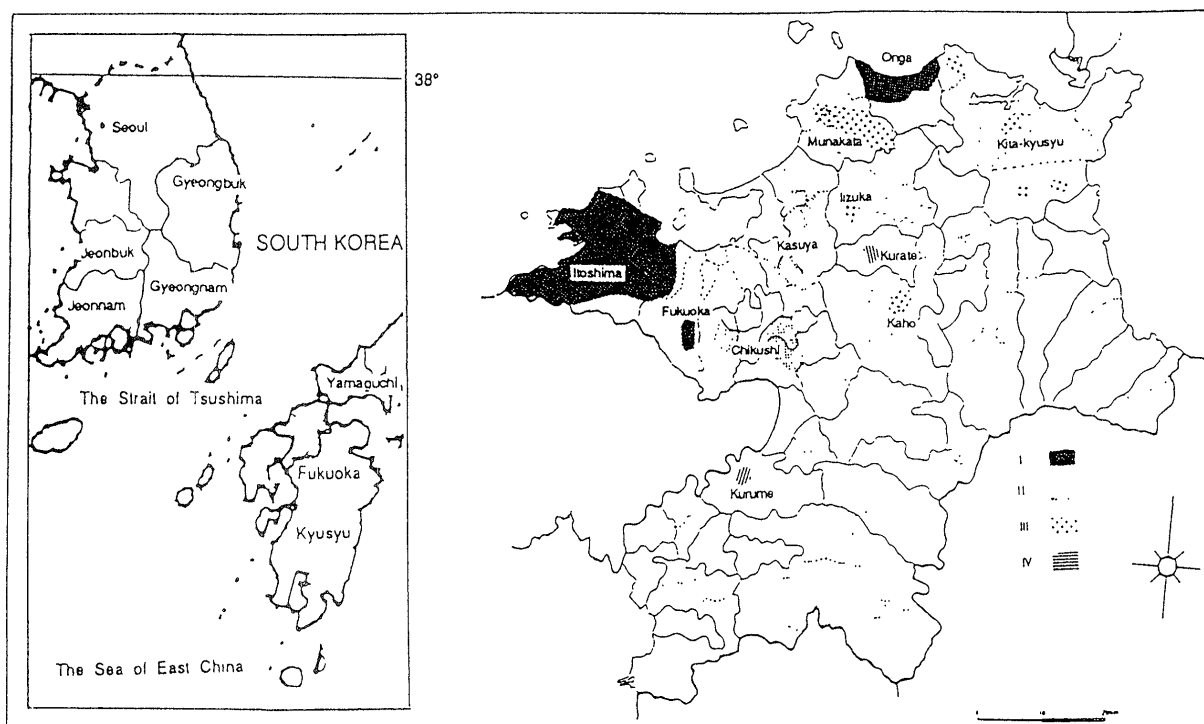 38°
Seoul
Gyeongbuk
SOUTH KOREA
Jeonbuk
Gyeongnam
Jeonnam
The Strait of Tsushima
Yamaguchi
Fukuoka
Kyusyu
The Sea of East China
Onga
Munakata
Kita-kyusyu
Iizuka
Kasuya
Kurate
Itoshima
Fukuoka
Kaho
Chikushi
Kurume
I
II
III
IV